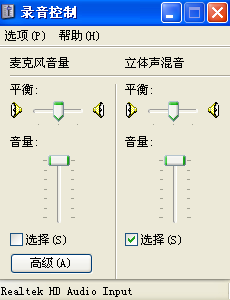 录音控制
选项(P) 帮助(H)
麦克风音量 立体声混音
平衡: 平衡:
音量: 音量:
选择(S) 选择(S)
高级(A)
Realtek HD Audio Input